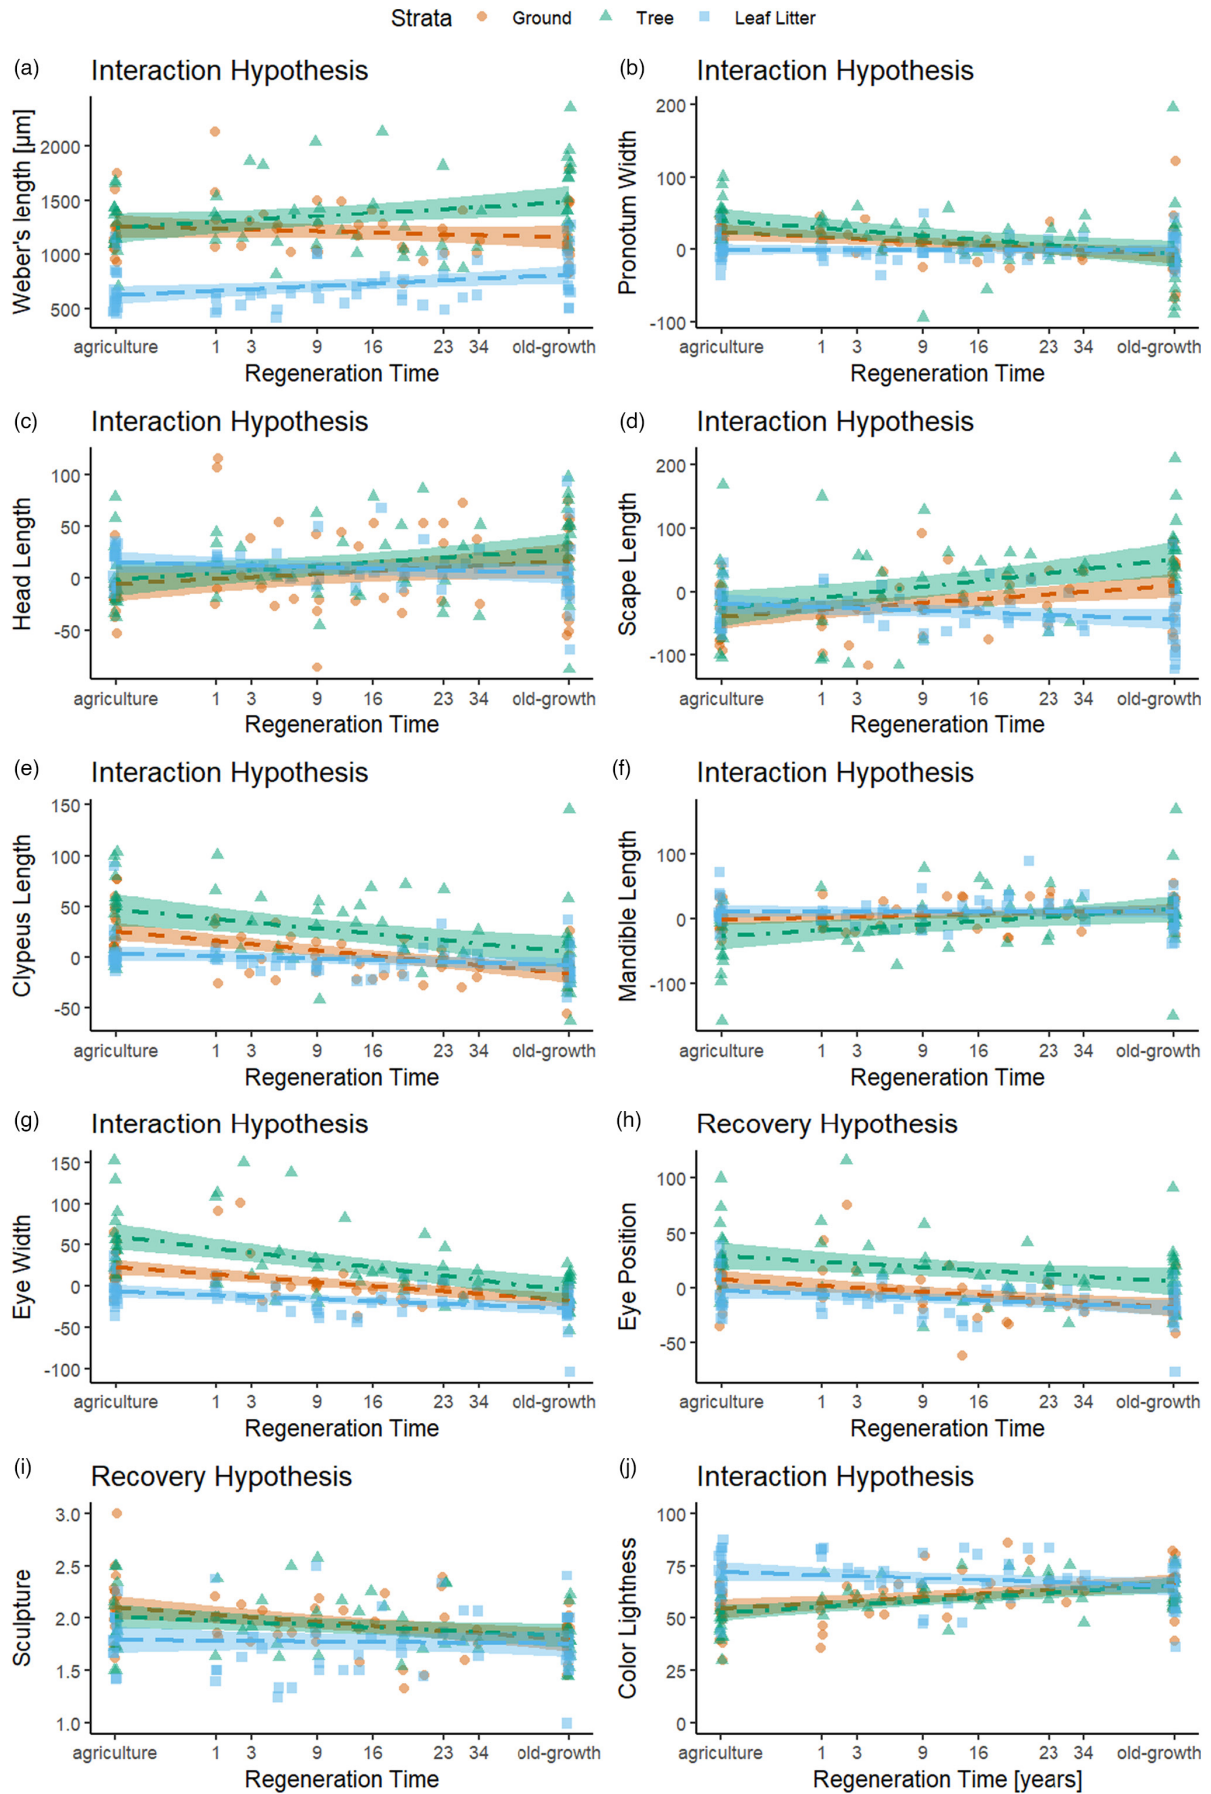 Strata Ground Tree Leaf Litter
(a) Interaction Hypothesis
Weber's length [µm]
2000
1500
1000
500
agriculture 1 3 9 16 23 34 old-growth
Regeneration Time
(b) Interaction Hypothesis
Pronotum Width
200
100
0
-100
agriculture 1 3 9 16 23 34 old-growth
Regeneration Time
(c) Interaction Hypothesis
Head Length
100
50
0
-50
agriculture 1 3 9 16 23 34 old-growth
Regeneration Time
(d) Interaction Hypothesis
Scape Length
200
100
0
-100
agriculture 1 3 9 16 23 34 old-growth
Regeneration Time
(e) Interaction Hypothesis
Clypeus Length
150
100
50
0
-50
agriculture 1 3 9 16 23 34 old-growth
Regeneration Time
(f) Interaction Hypothesis
Mandible Length
100
0
-100
agriculture 1 3 9 16 23 34 old-growth
Regeneration Time
(g) Interaction Hypothesis
Eye Width
150
100
50
0
-50
-100
agriculture 1 3 9 16 23 34 old-growth
Regeneration Time
(h) Recovery Hypothesis
Eye Position
100
50
0
-50
agriculture 1 3 9 16 23 34 old-growth
Regeneration Time
(i) Recovery Hypothesis
Sculpture
3.0
2.5
2.0
1.5
1.0
agriculture 1 3 9 16 23 34 old-growth
Regeneration Time
(j) Interaction Hypothesis
Color Lightness
100
75
50
25
0
agriculture 1 3 9 16 23 34 old-growth
Regeneration Time [years]